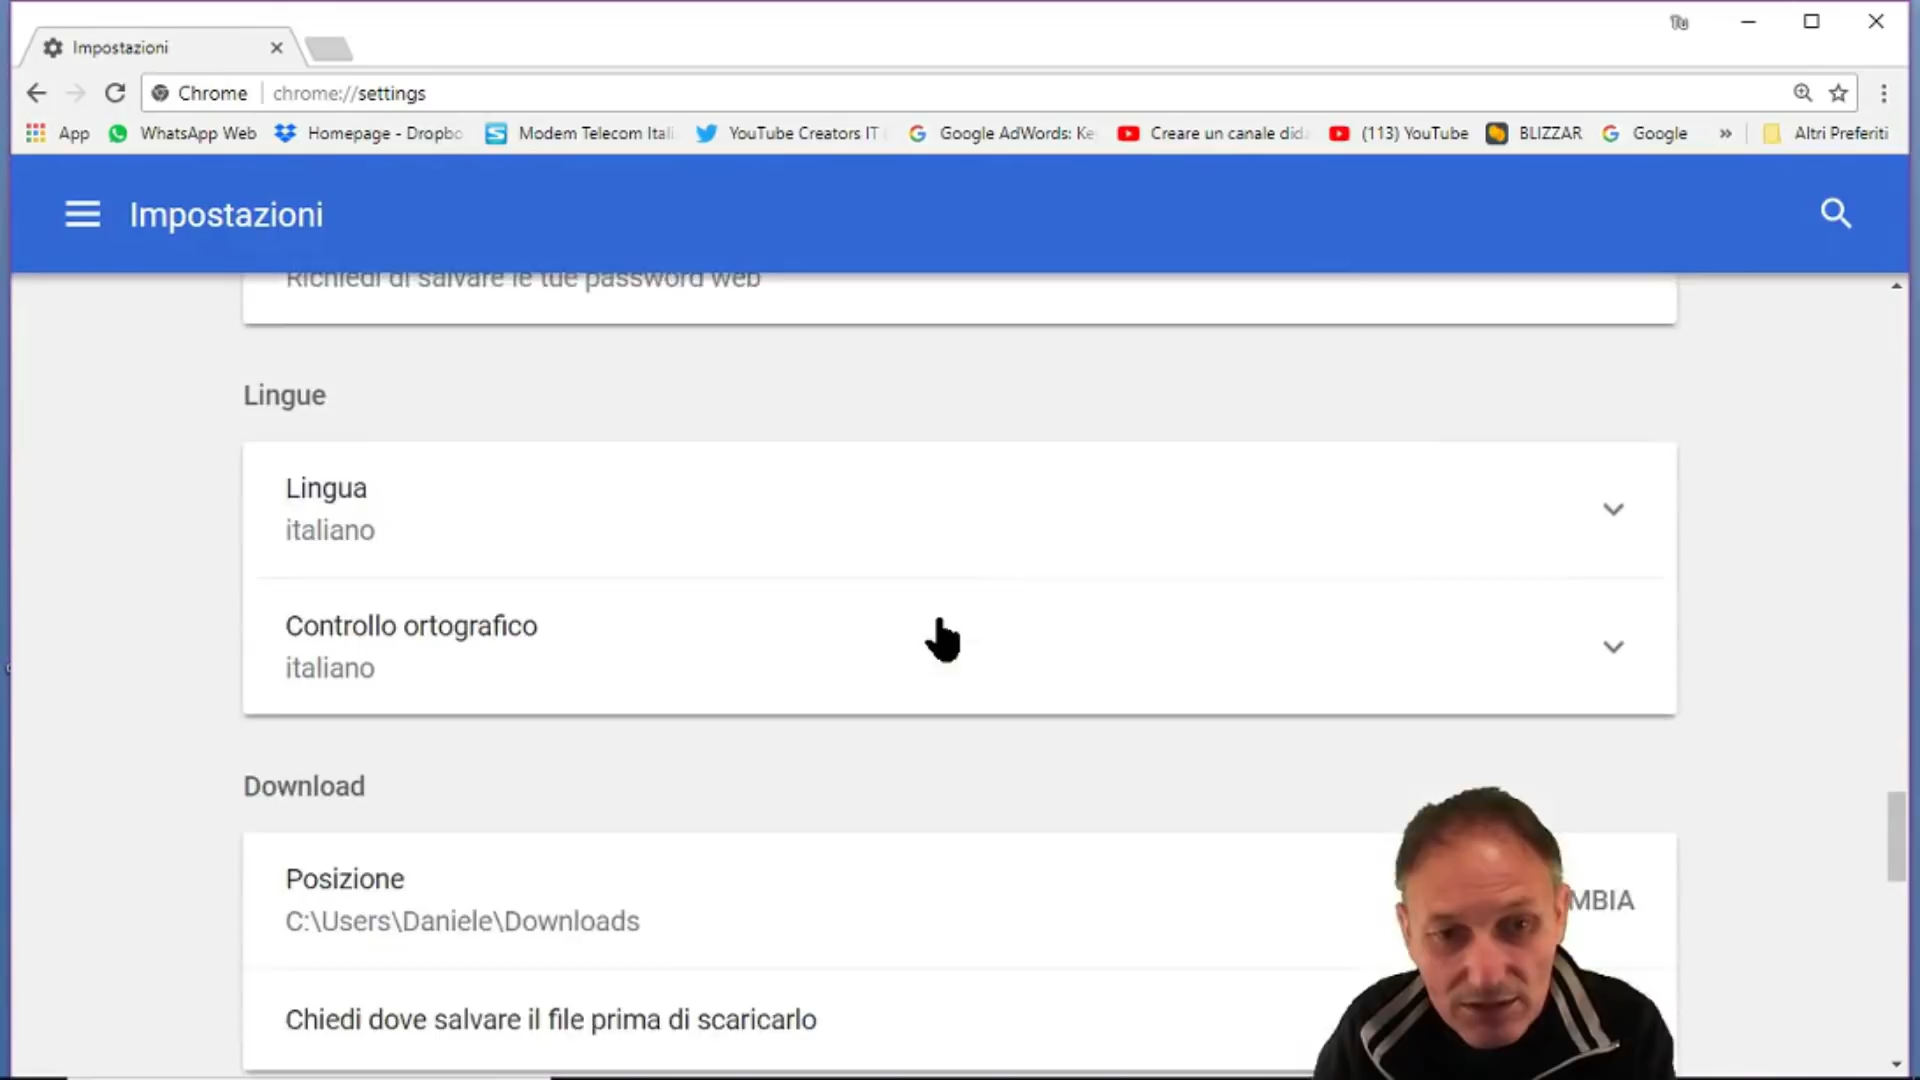 Tu
Impostazioni
Chrome chrome://settings
App WhatsApp Web Homepage - Dropbo Modem Telecom Itali YouTube Creators IT Google AdWords: Ke Creare un canale did (113) YouTube BLIZZAR Google » Altri Preferiti
Impostazioni
Richiedi di salvare le tue password web
Lingue
Lingua
italiano
Controllo ortografico
italiano
Download
Posizione
MBIA
C:\Users\Daniele\Downloads
Chiedi dove salvare il file prima di scaricarlo